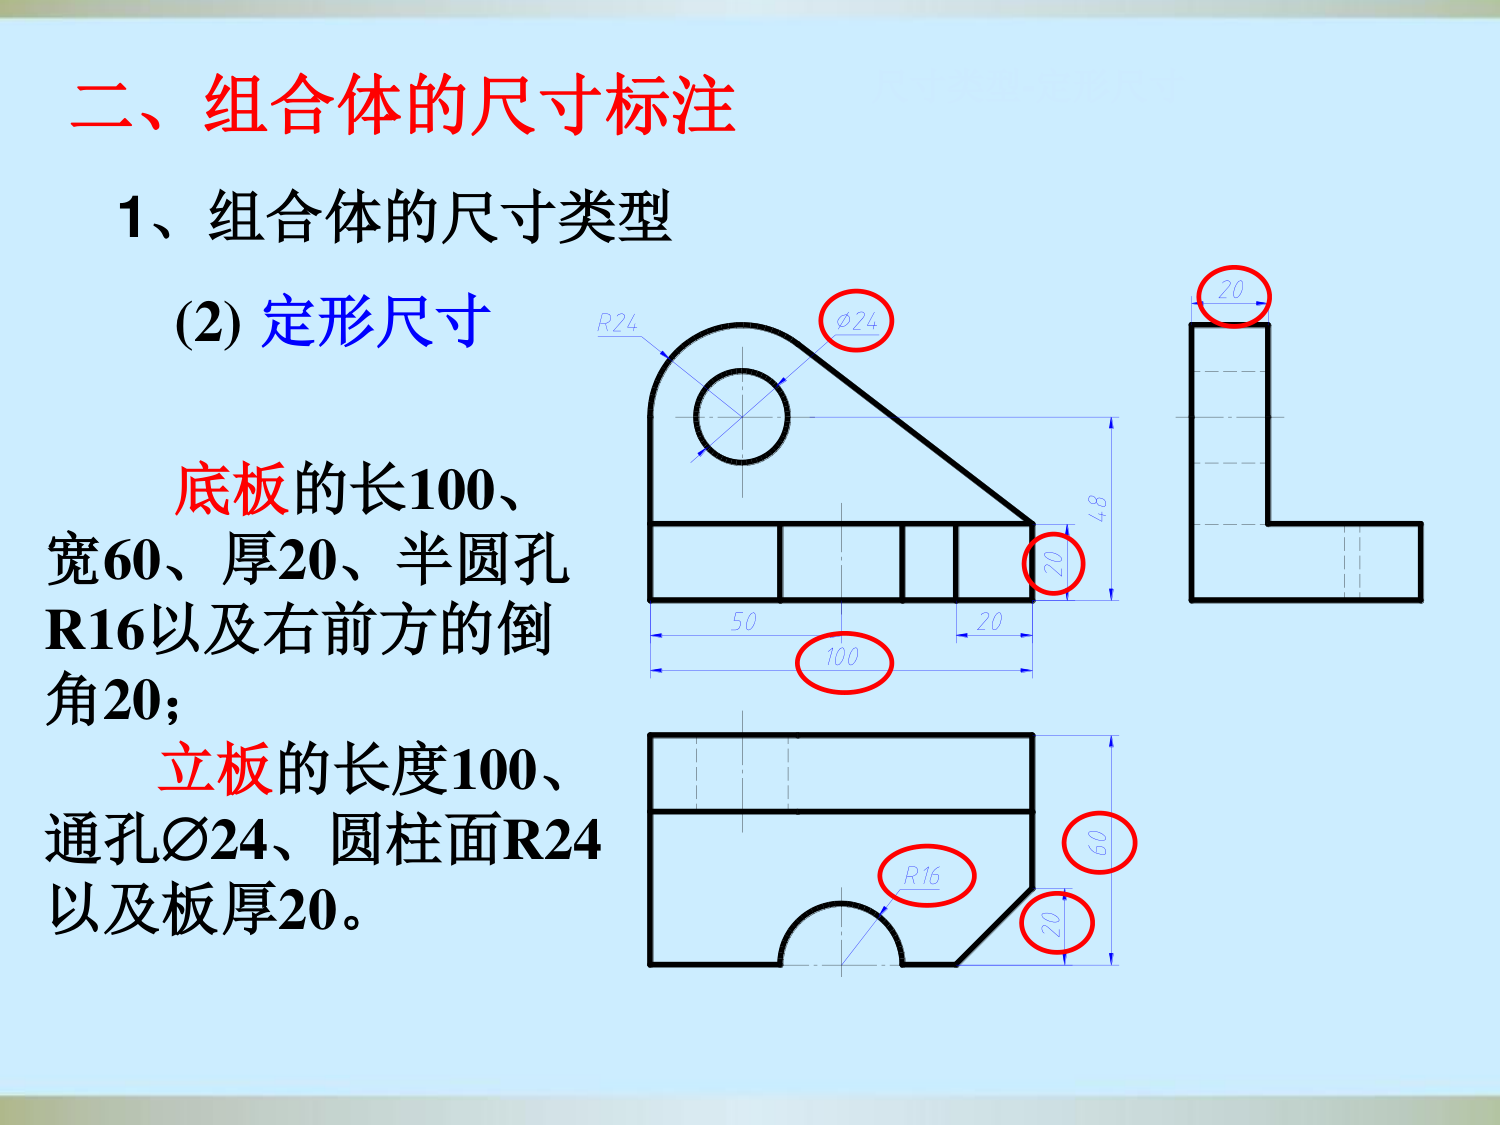 二、组合体的尺寸标注
1、组合体的尺寸类型
(2) 定形尺寸
底板的长100、
宽60、厚20、半圆孔
R16以及右前方的倒
角20；
立板的长度100、
通孔∅24、圆柱面R24
以及板厚20。
R24
∅24
20
48
20
50
20
100
60
R16
20